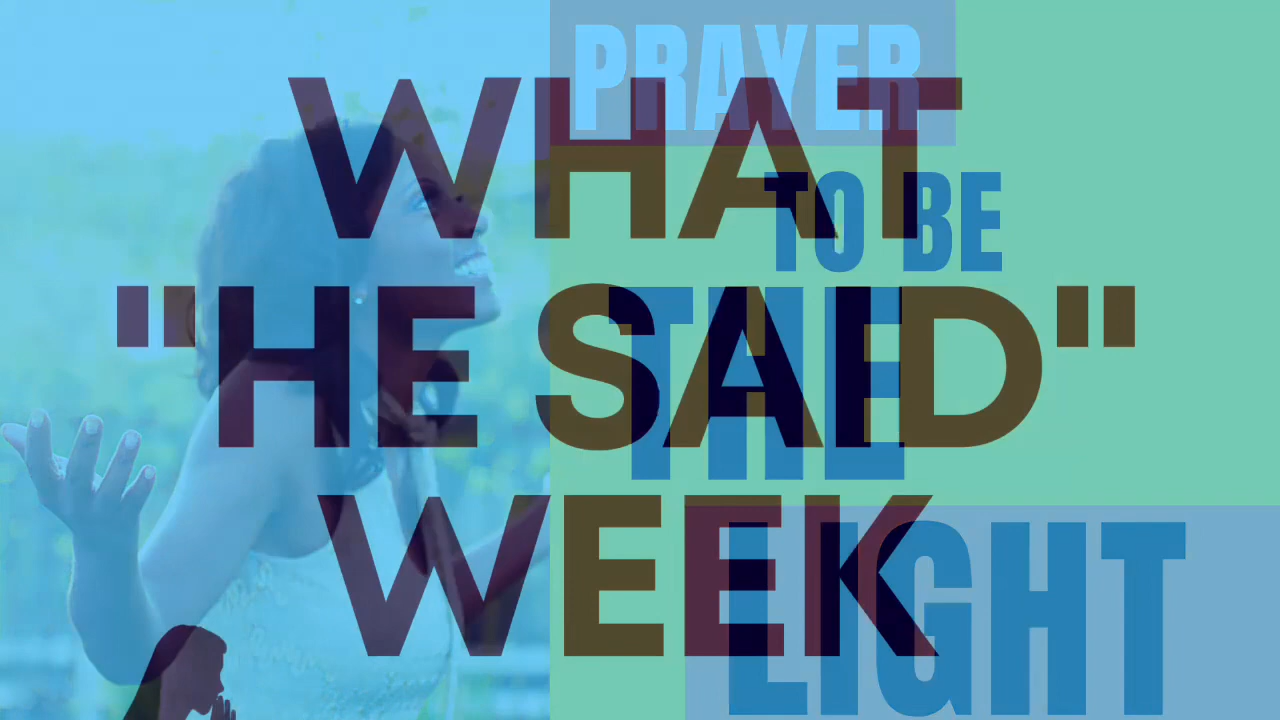 PRAYER
TO BE
THE
LIGHT
WHAT
"HE SAID"
WEEK